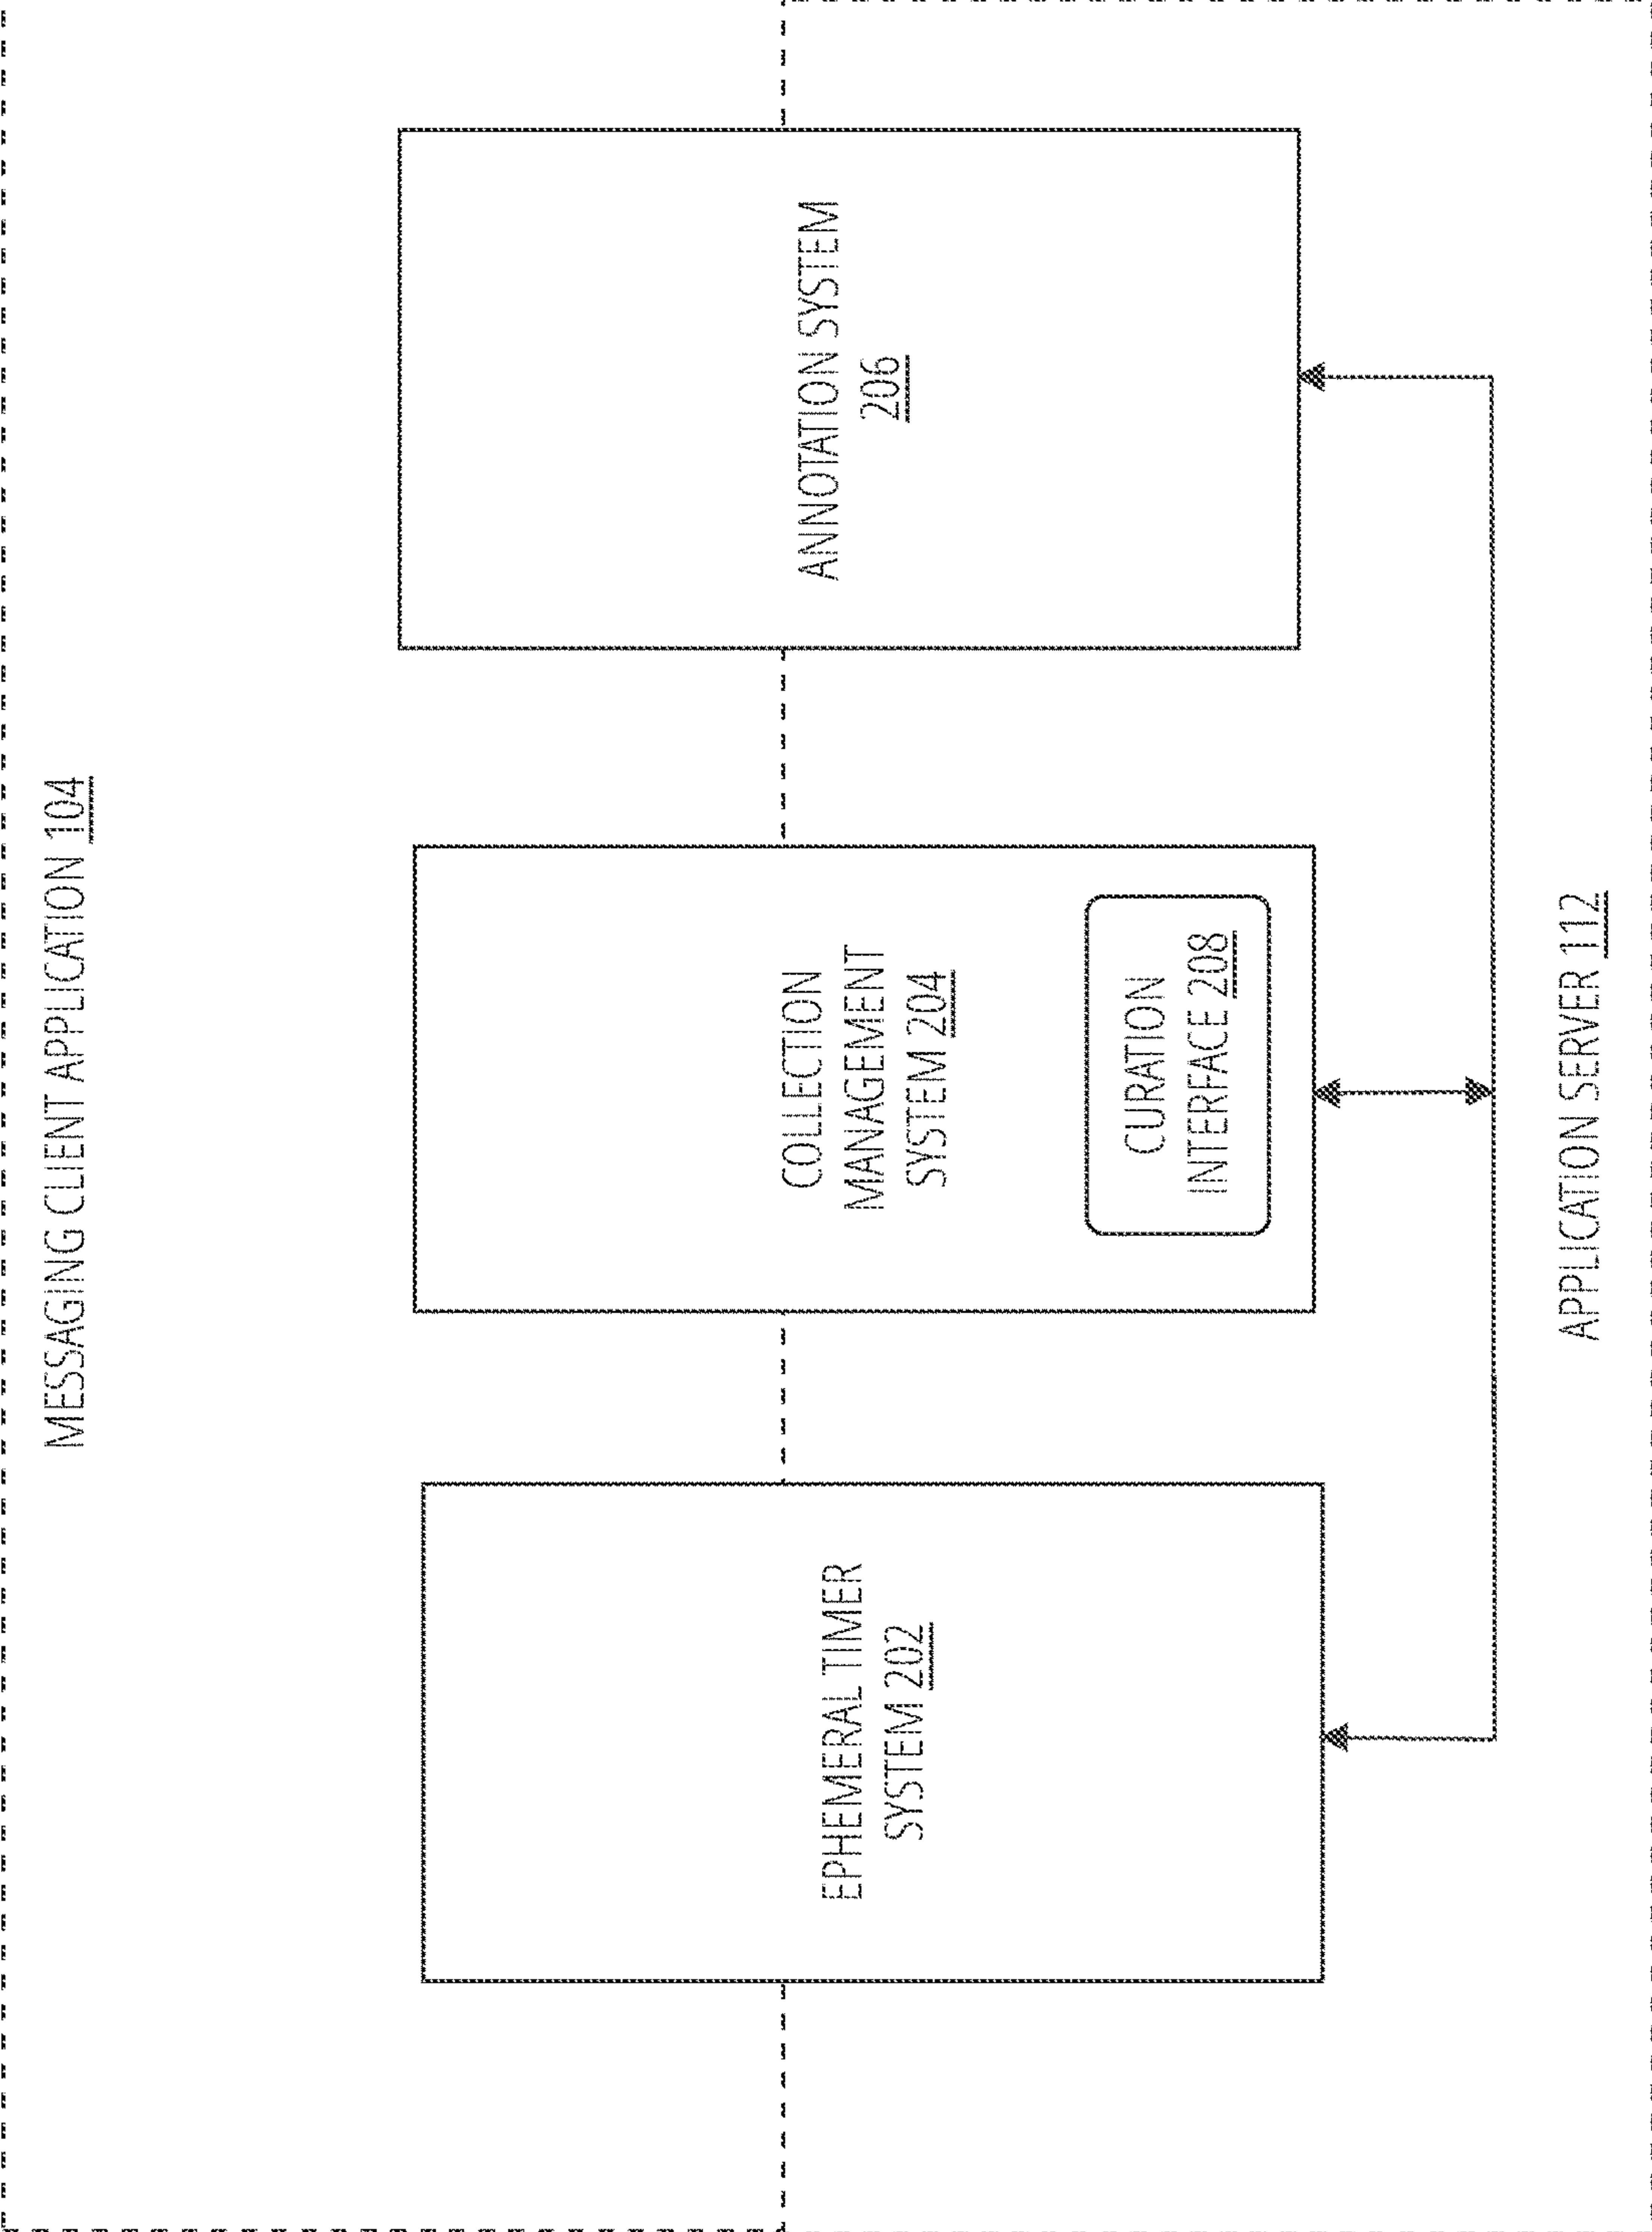 MESSAGING CLIENT APPLICATION 104
EPHEMERAL TIMER
SYSTEM 202
COLLECTION
MANAGEMENT
SYSTEM 204
CURATION
INTERFACE 208
ANNOTATION SYSTEM
206
APPLICATION SERVER 112